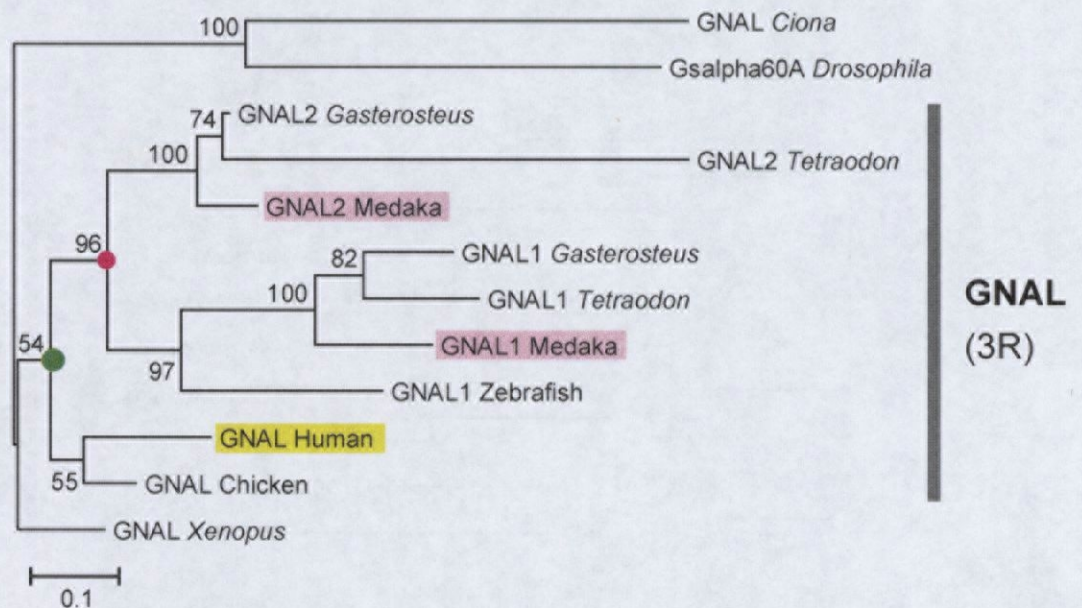 100
GNAL Ciona
Gsalpha60A Drosophila
74
GNAL2 Gasterosteus
100
GNAL2 Tetraodon
GNAL2 Medaka
96
82
GNAL1 Gasterosteus
100
GNAL1 Tetraodon
GNAL1 Medaka
97
GNAL1 Zebrafish
GNAL
(3R)
54
GNAL Human
55
GNAL Chicken
GNAL Xenopus
0.1